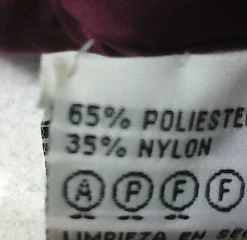 65% POLIESTE
35% NYLON
A P F F
LIMPIEZA EN SE